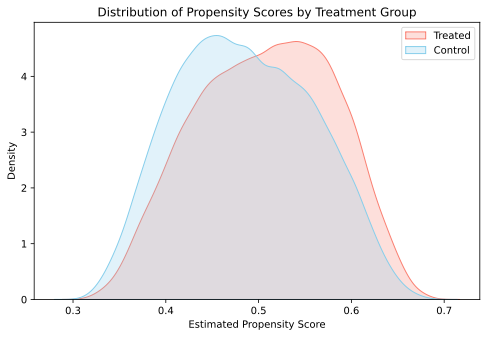 Distribution of Propensity Scores by Treatment Group
Treated
Control
Density
4
3
2
1
0
0.3 0.4 0.5 0.6 0.7
Estimated Propensity Score